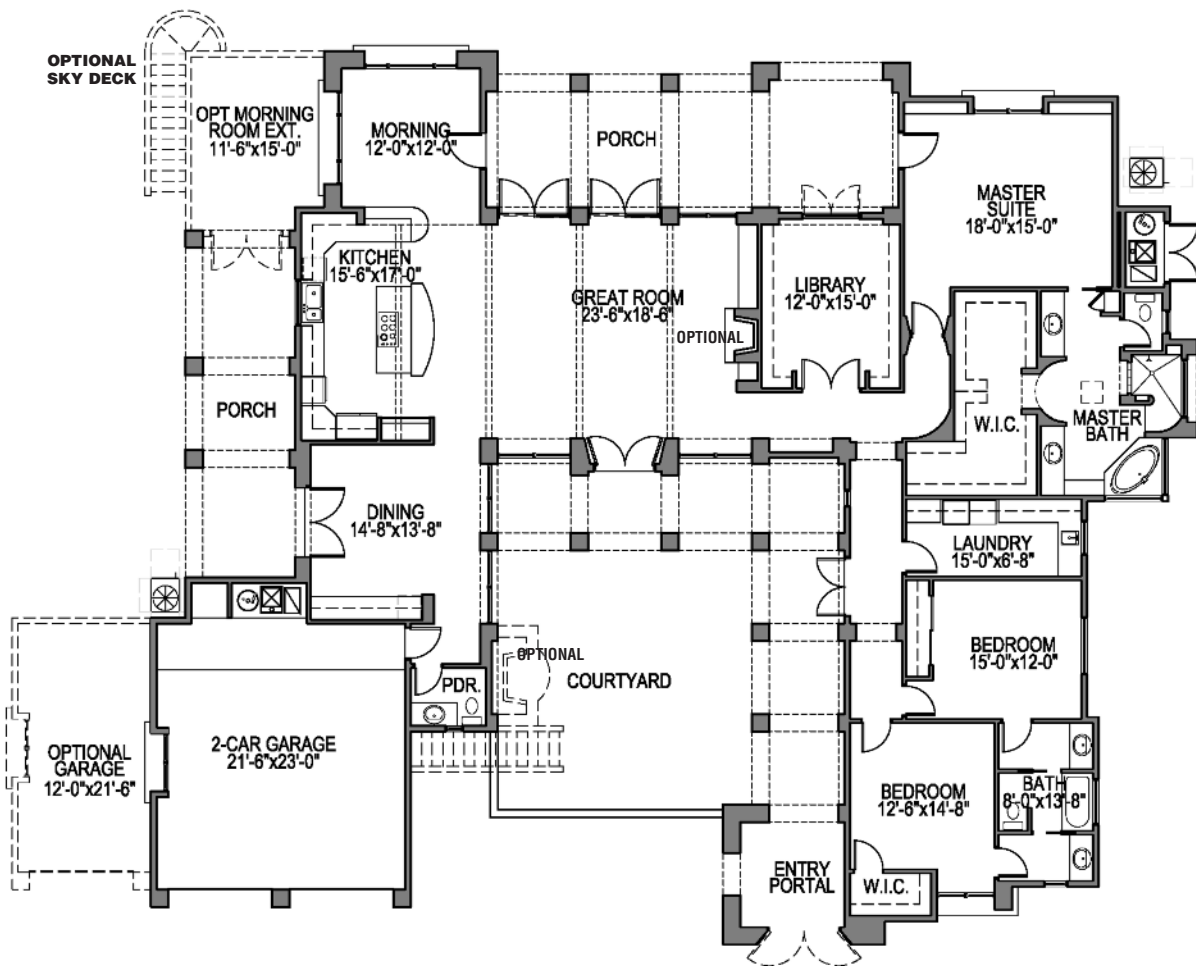 OPTIONAL
SKY DECK
OPT MORNING
ROOM EXT.
11'-6"x15'-0"
MORNING
12'-0"x12'-0"
PORCH
MASTER
SUITE
18'-0"x15'-0"
KITCHEN
15'-6"x17'-0"
GREAT ROOM
23'-6"x18'-6"
OPTIONAL
LIBRARY
12'-0"x15'-0"
PORCH
W.I.C.
MASTER
BATH
DINING
14'-8"x13'-8"
LAUNDRY
15'-0"x6'-8"
OPTIONAL
COURTYARD
BEDROOM
15'-0"x12-0"
PDR.
OPTIONAL
GARAGE
12'-0"x21'-6"
2-CAR GARAGE
21'-6"x23'-0"
BEDROOM
12'-6"x14'-8"
BATH
8'-0"x13'-8"
ENTRY
PORTAL
W.I.C.